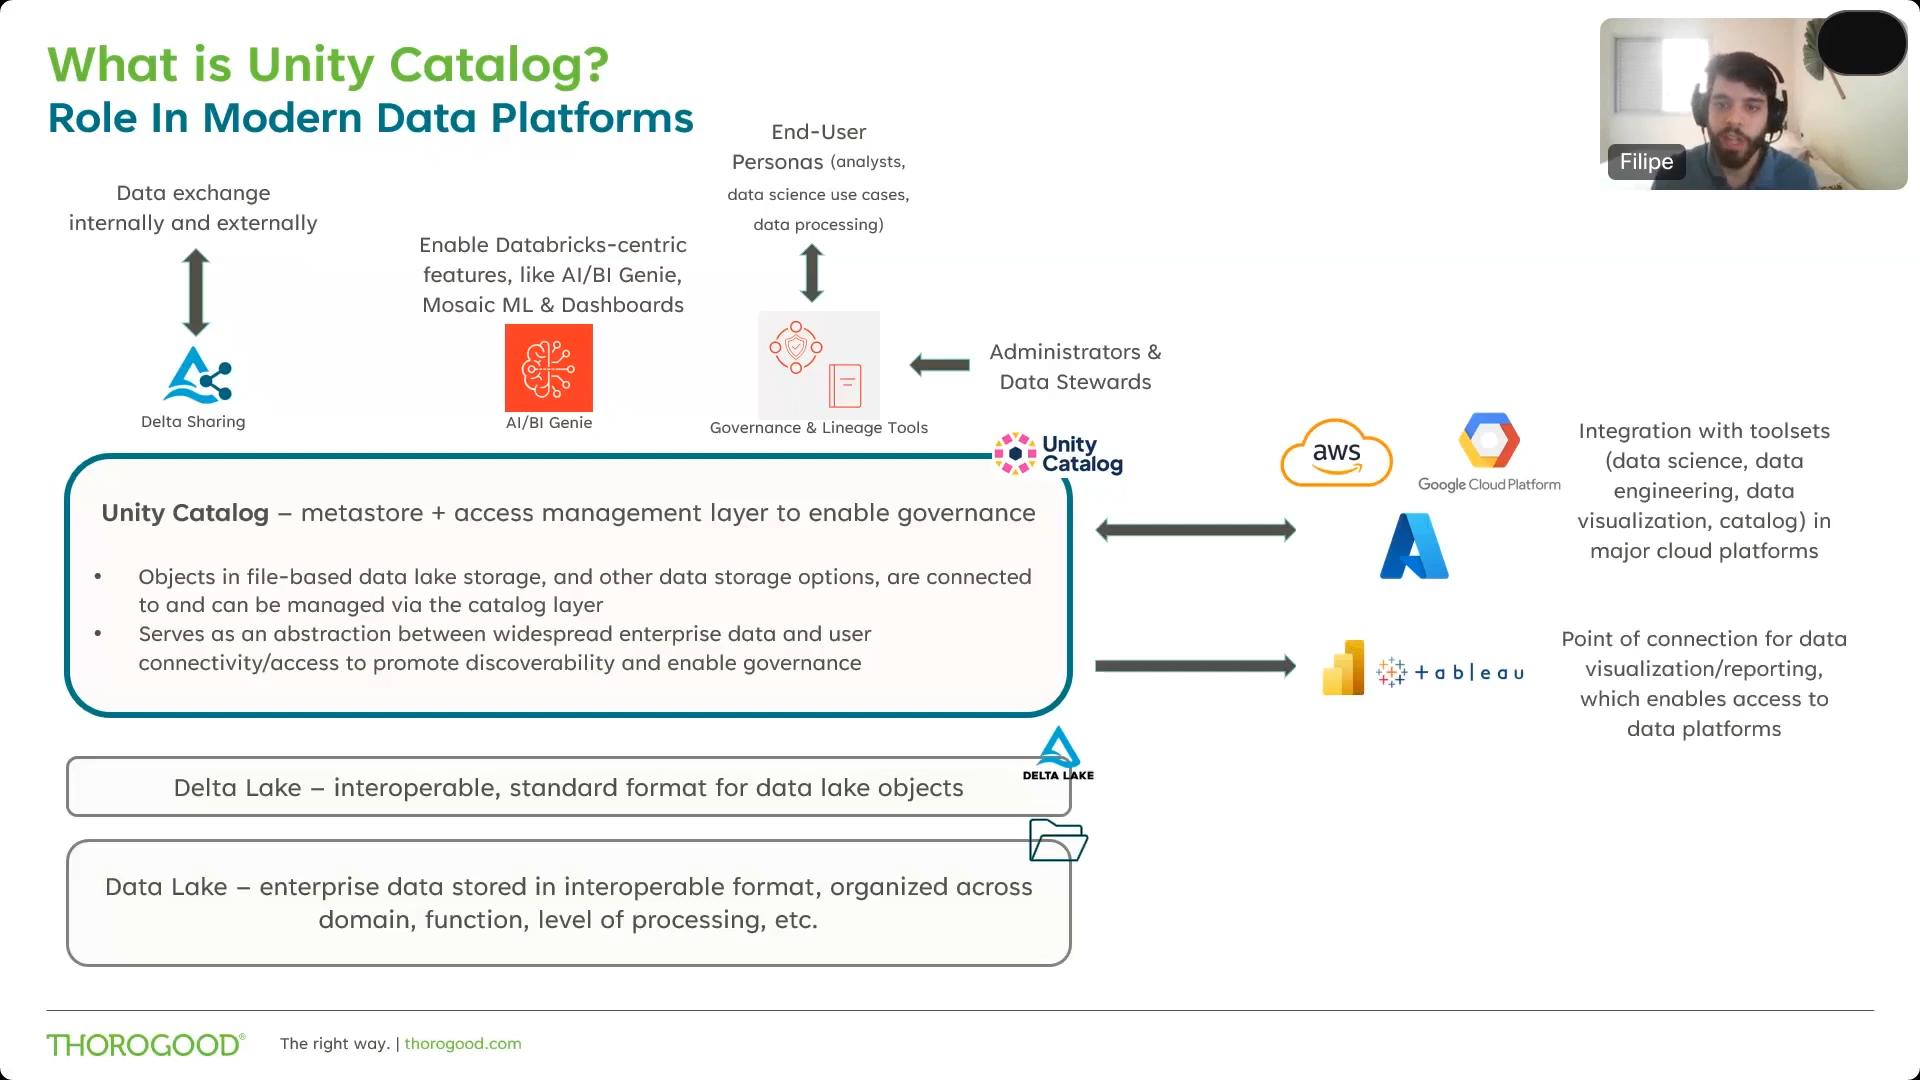 What is Unity Catalog?
Role In Modern Data Platforms
Filipe
Data exchange
internally and externally
Delta Sharing
Enable Databricks-centric
features, like AI/BI Genie,
Mosaic ML & Dashboards
AI/BI Genie
End-User
Personas (analysts,
data science use cases,
data processing)
Governance & Lineage Tools
Administrators &
Data Stewards
Unity
Catalog
Unity Catalog – metastore + access management layer to enable governance
• Objects in file-based data lake storage, and other data storage options, are connected
to and can be managed via the catalog layer
• Serves as an abstraction between widespread enterprise data and user
connectivity/access to promote discoverability and enable governance
aws
Google Cloud Platform
Integration with toolsets
(data science, data
engineering, data
visualization, catalog) in
major cloud platforms
+ableau
Point of connection for data
visualization/reporting,
which enables access to
data platforms
DELTA LAKE
Delta Lake – interoperable, standard format for data lake objects
Data Lake – enterprise data stored in interoperable format, organized across
domain, function, level of processing, etc.
THOROGOOD®
The right way. | thorogood.com